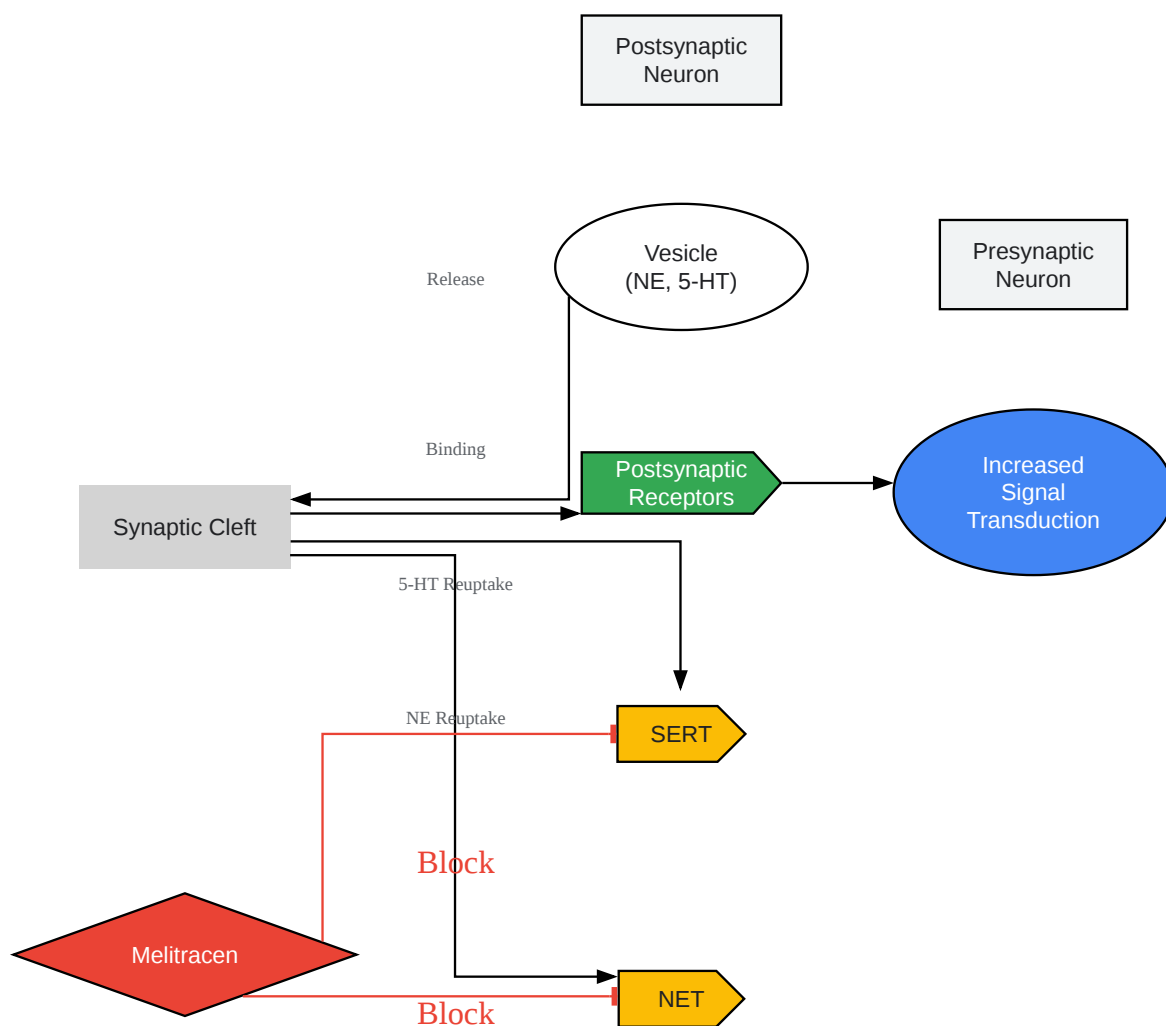 Postsynaptic
Neuron
Vesicle
(NE, 5-HT)
Presynaptic
Neuron
Release
Binding
Postsynaptic
Receptors
Increased
Signal
Transduction
Synaptic Cleft
5-HT Reuptake
NE Reuptake
SERT
Block
Melitracen
NET
Block